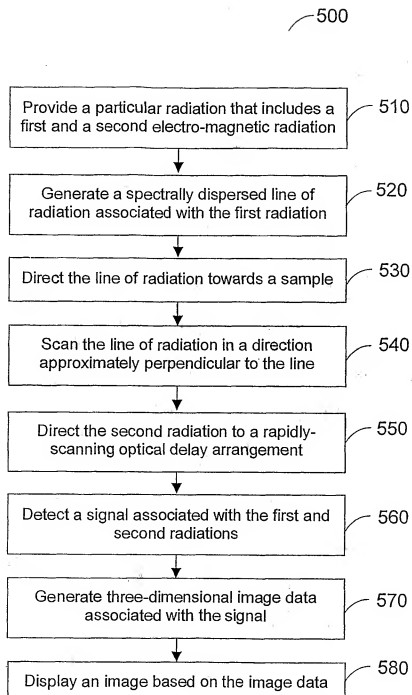 500
Provide a particular radiation that includes a
first and a second electro-magnetic radiation
510
Generate a spectrally dispersed line of
radiation associated with the first radiation
520
Direct the line of radiation towards a sample
530
Scan the line of radiation in a direction
approximately perpendicular to the line
540
Direct the second radiation to a rapidly-
scanning optical delay arrangement
550
Detect a signal associated with the first and
second radiations
560
Generate three-dimensional image data
associated with the signal
570
Display an image based on the image data
580